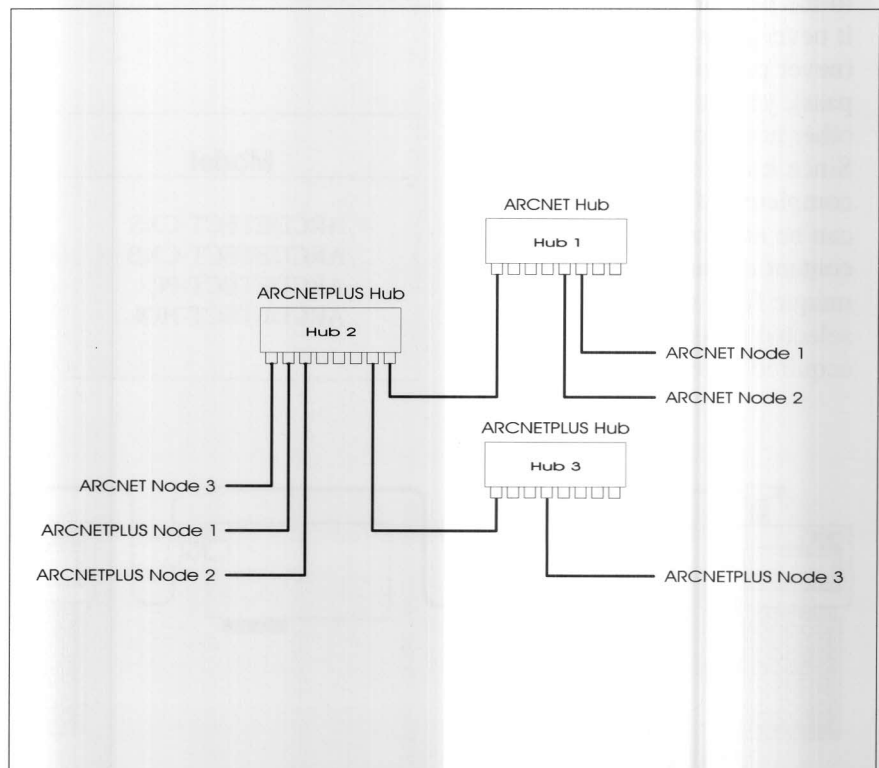 ARCNET Hub
Hub 1
ARCNETPLUS Hub
Hub 2
ARCNET Node 1
ARCNET Node 2
ARCNETPLUS Hub
Hub 3
ARCNET Node 3
ARCNETPLUS Node 1
ARCNETPLUS Node 2
ARCNETPLUS Node 3